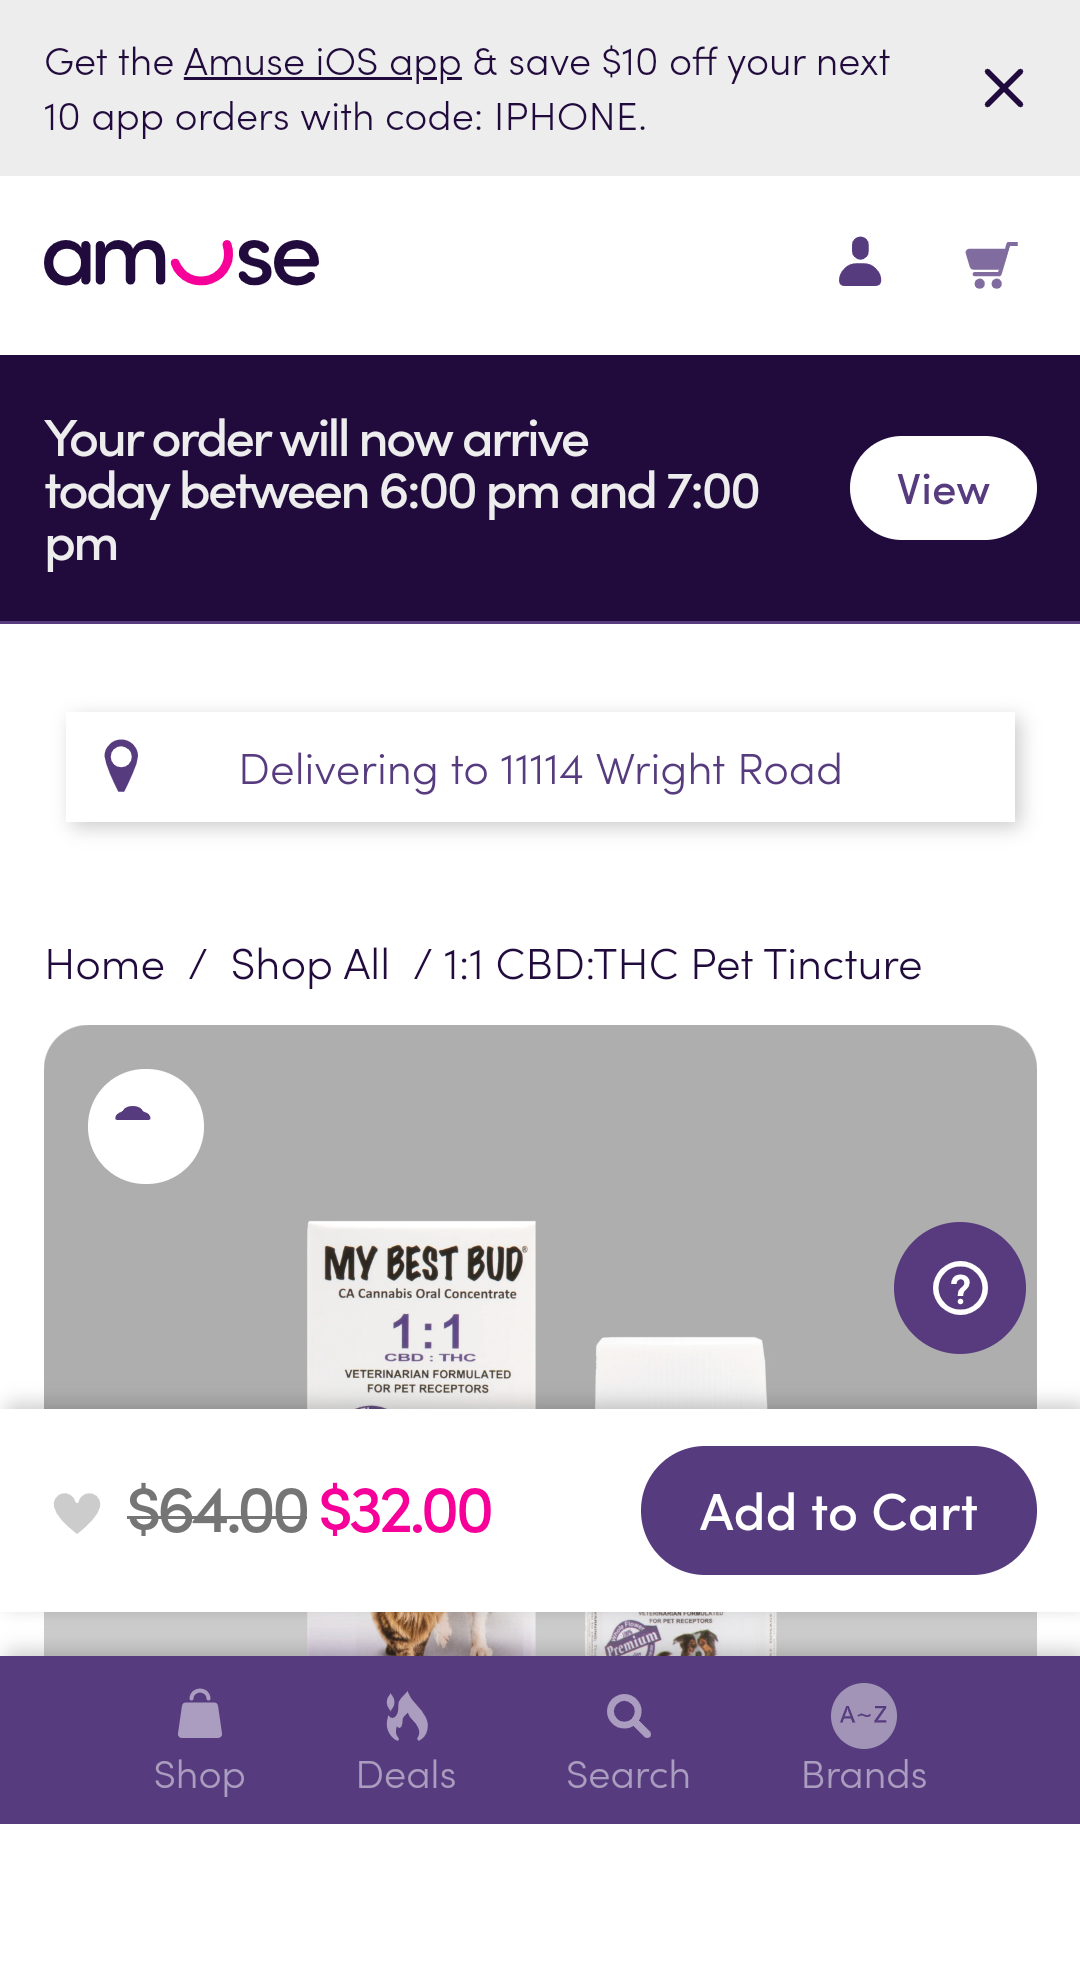 Get the Amuse iOS app & save $10 off your next
10 app orders with code: IPHONE.
amuse
Your order will now arrive
today between 6:00 pm and 7:00
pm
View
Delivering to 11114 Wright Road
Home / Shop All / 1:1 CBD:THC Pet Tincture
MY BEST BUD®
CA Cannabis Oral Concentrate
1:1
CBD : THC
VETERINARIAN FORMULATED
FOR PET RECEPTORS
$64.00 $32.00
Add to Cart
VETERINARIAN FORMULATED
FOR PET RECEPTORS
Premium
Shop
Deals
Search
A~Z
Brands